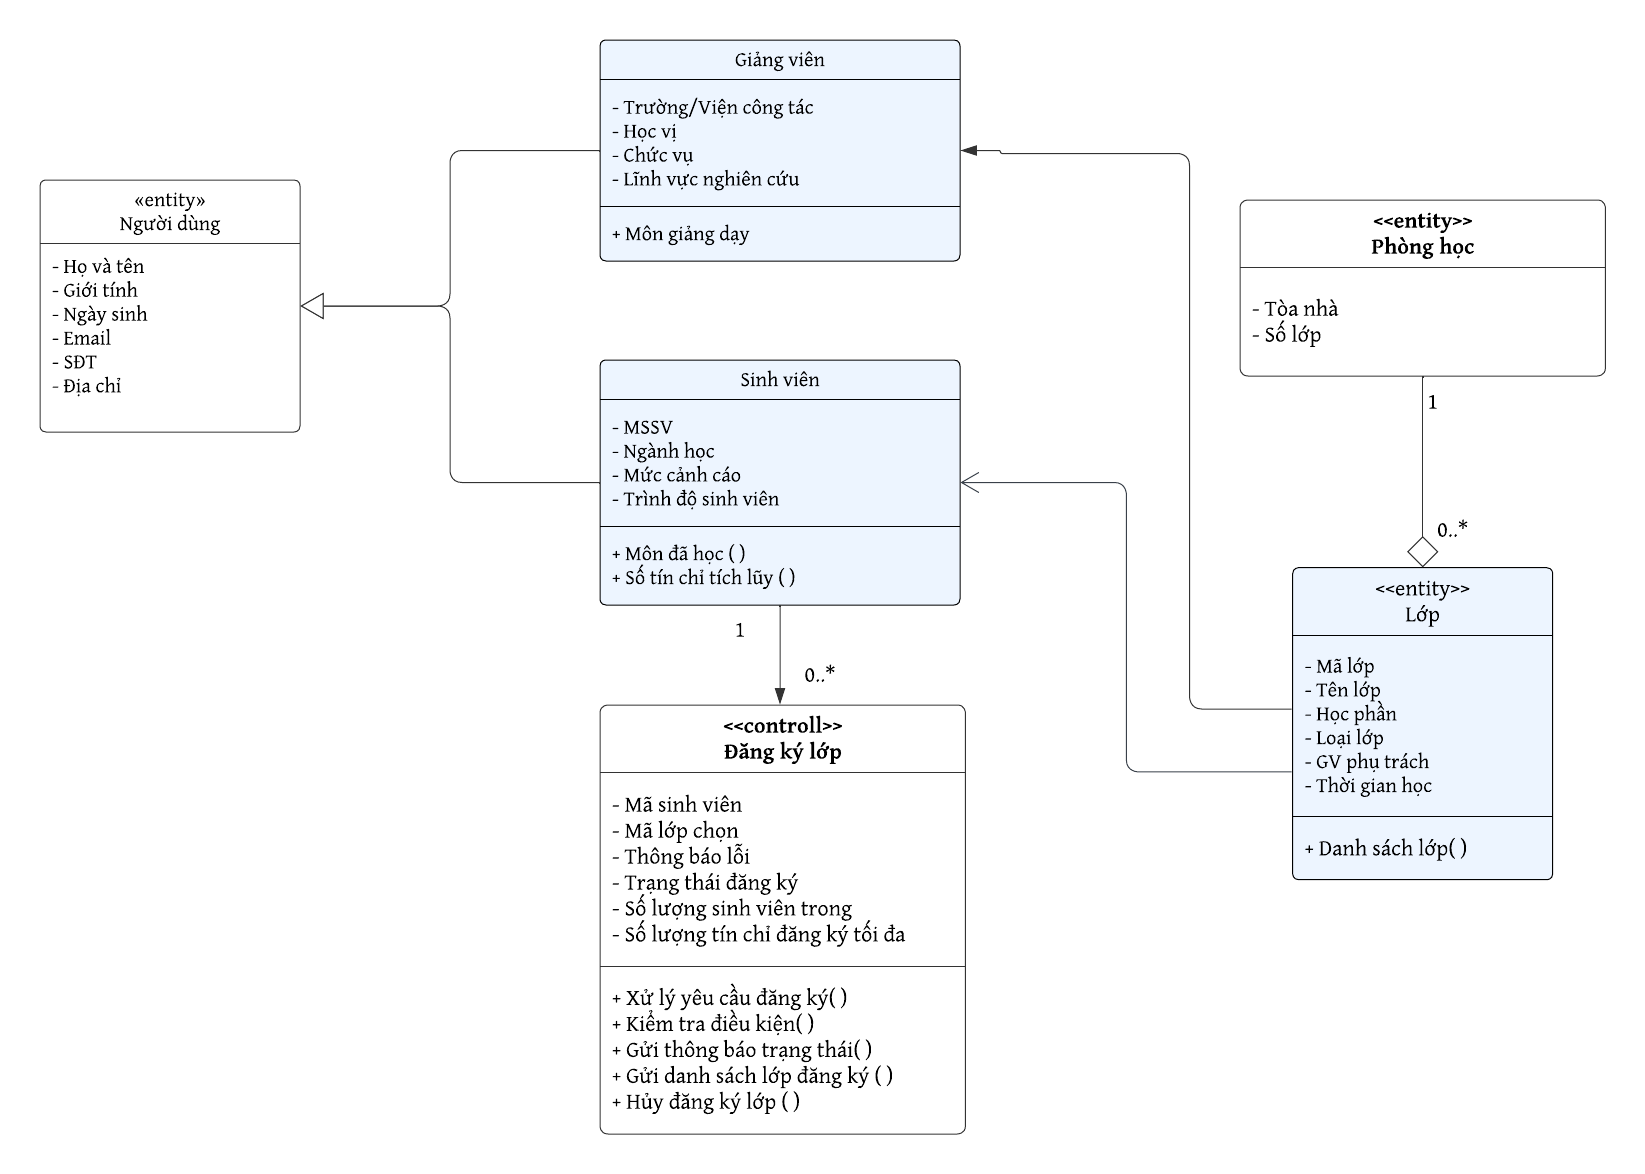 Giảng viên
- Trường/Viện công tác
- Học vị
- Chức vụ
- Lĩnh vực nghiên cứu
+ Môn giảng dạy
«entity»
Người dùng
- Họ và tên
- Giới tính
- Ngày sinh
- Email
- SĐT
- Địa chỉ
<<entity>>
Phòng học
- Tòa nhà
- Số lớp
1
0..*
Sinh viên
- MSSV
- Ngành học
- Mức cảnh cáo
- Trình độ sinh viên
+ Môn đã học ( )
+ Số tín chỉ tích lũy ( )
1
0..*
<<entity>>
Lớp
- Mã lớp
- Tên lớp
- Học phần
- Loại lớp
- GV phụ trách
- Thời gian học
+ Danh sách lớp( )
<<controll>>
Đăng ký lớp
- Mã sinh viên
- Mã lớp chọn
- Thông báo lỗi
- Trạng thái đăng ký
- Số lượng sinh viên trong
- Số lượng tín chỉ đăng ký tối đa
+ Xử lý yêu cầu đăng ký( )
+ Kiểm tra điều kiện( )
+ Gửi thông báo trạng thái( )
+ Gửi danh sách lớp đăng ký ( )
+ Hủy đăng ký lớp ( )